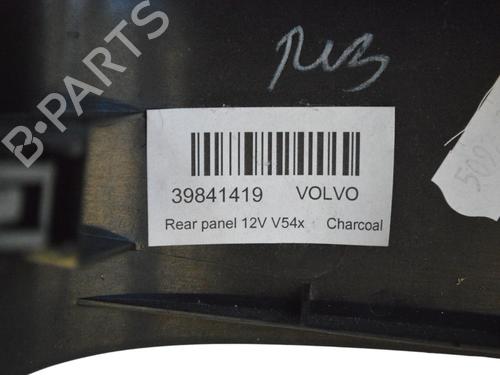 B-PARTS
39841419 VOLVO
Rear panel 12V V54x Charcoal